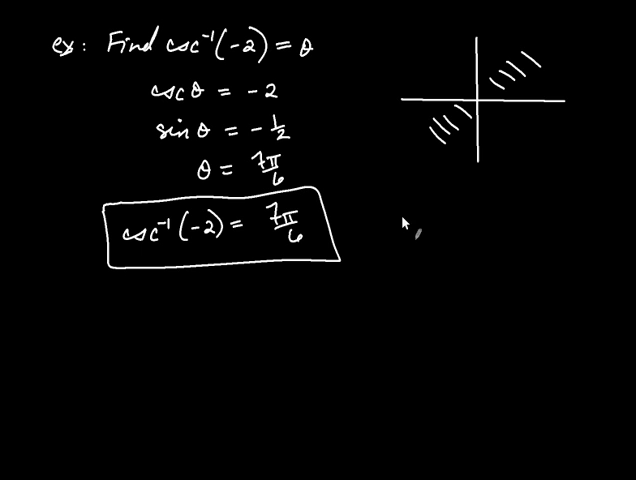 ex: Find csc⁻¹(-2) = θ
csc θ = -2
sin θ = -1/2
θ = 7π/6
csc⁻¹(-2) = 7π/6